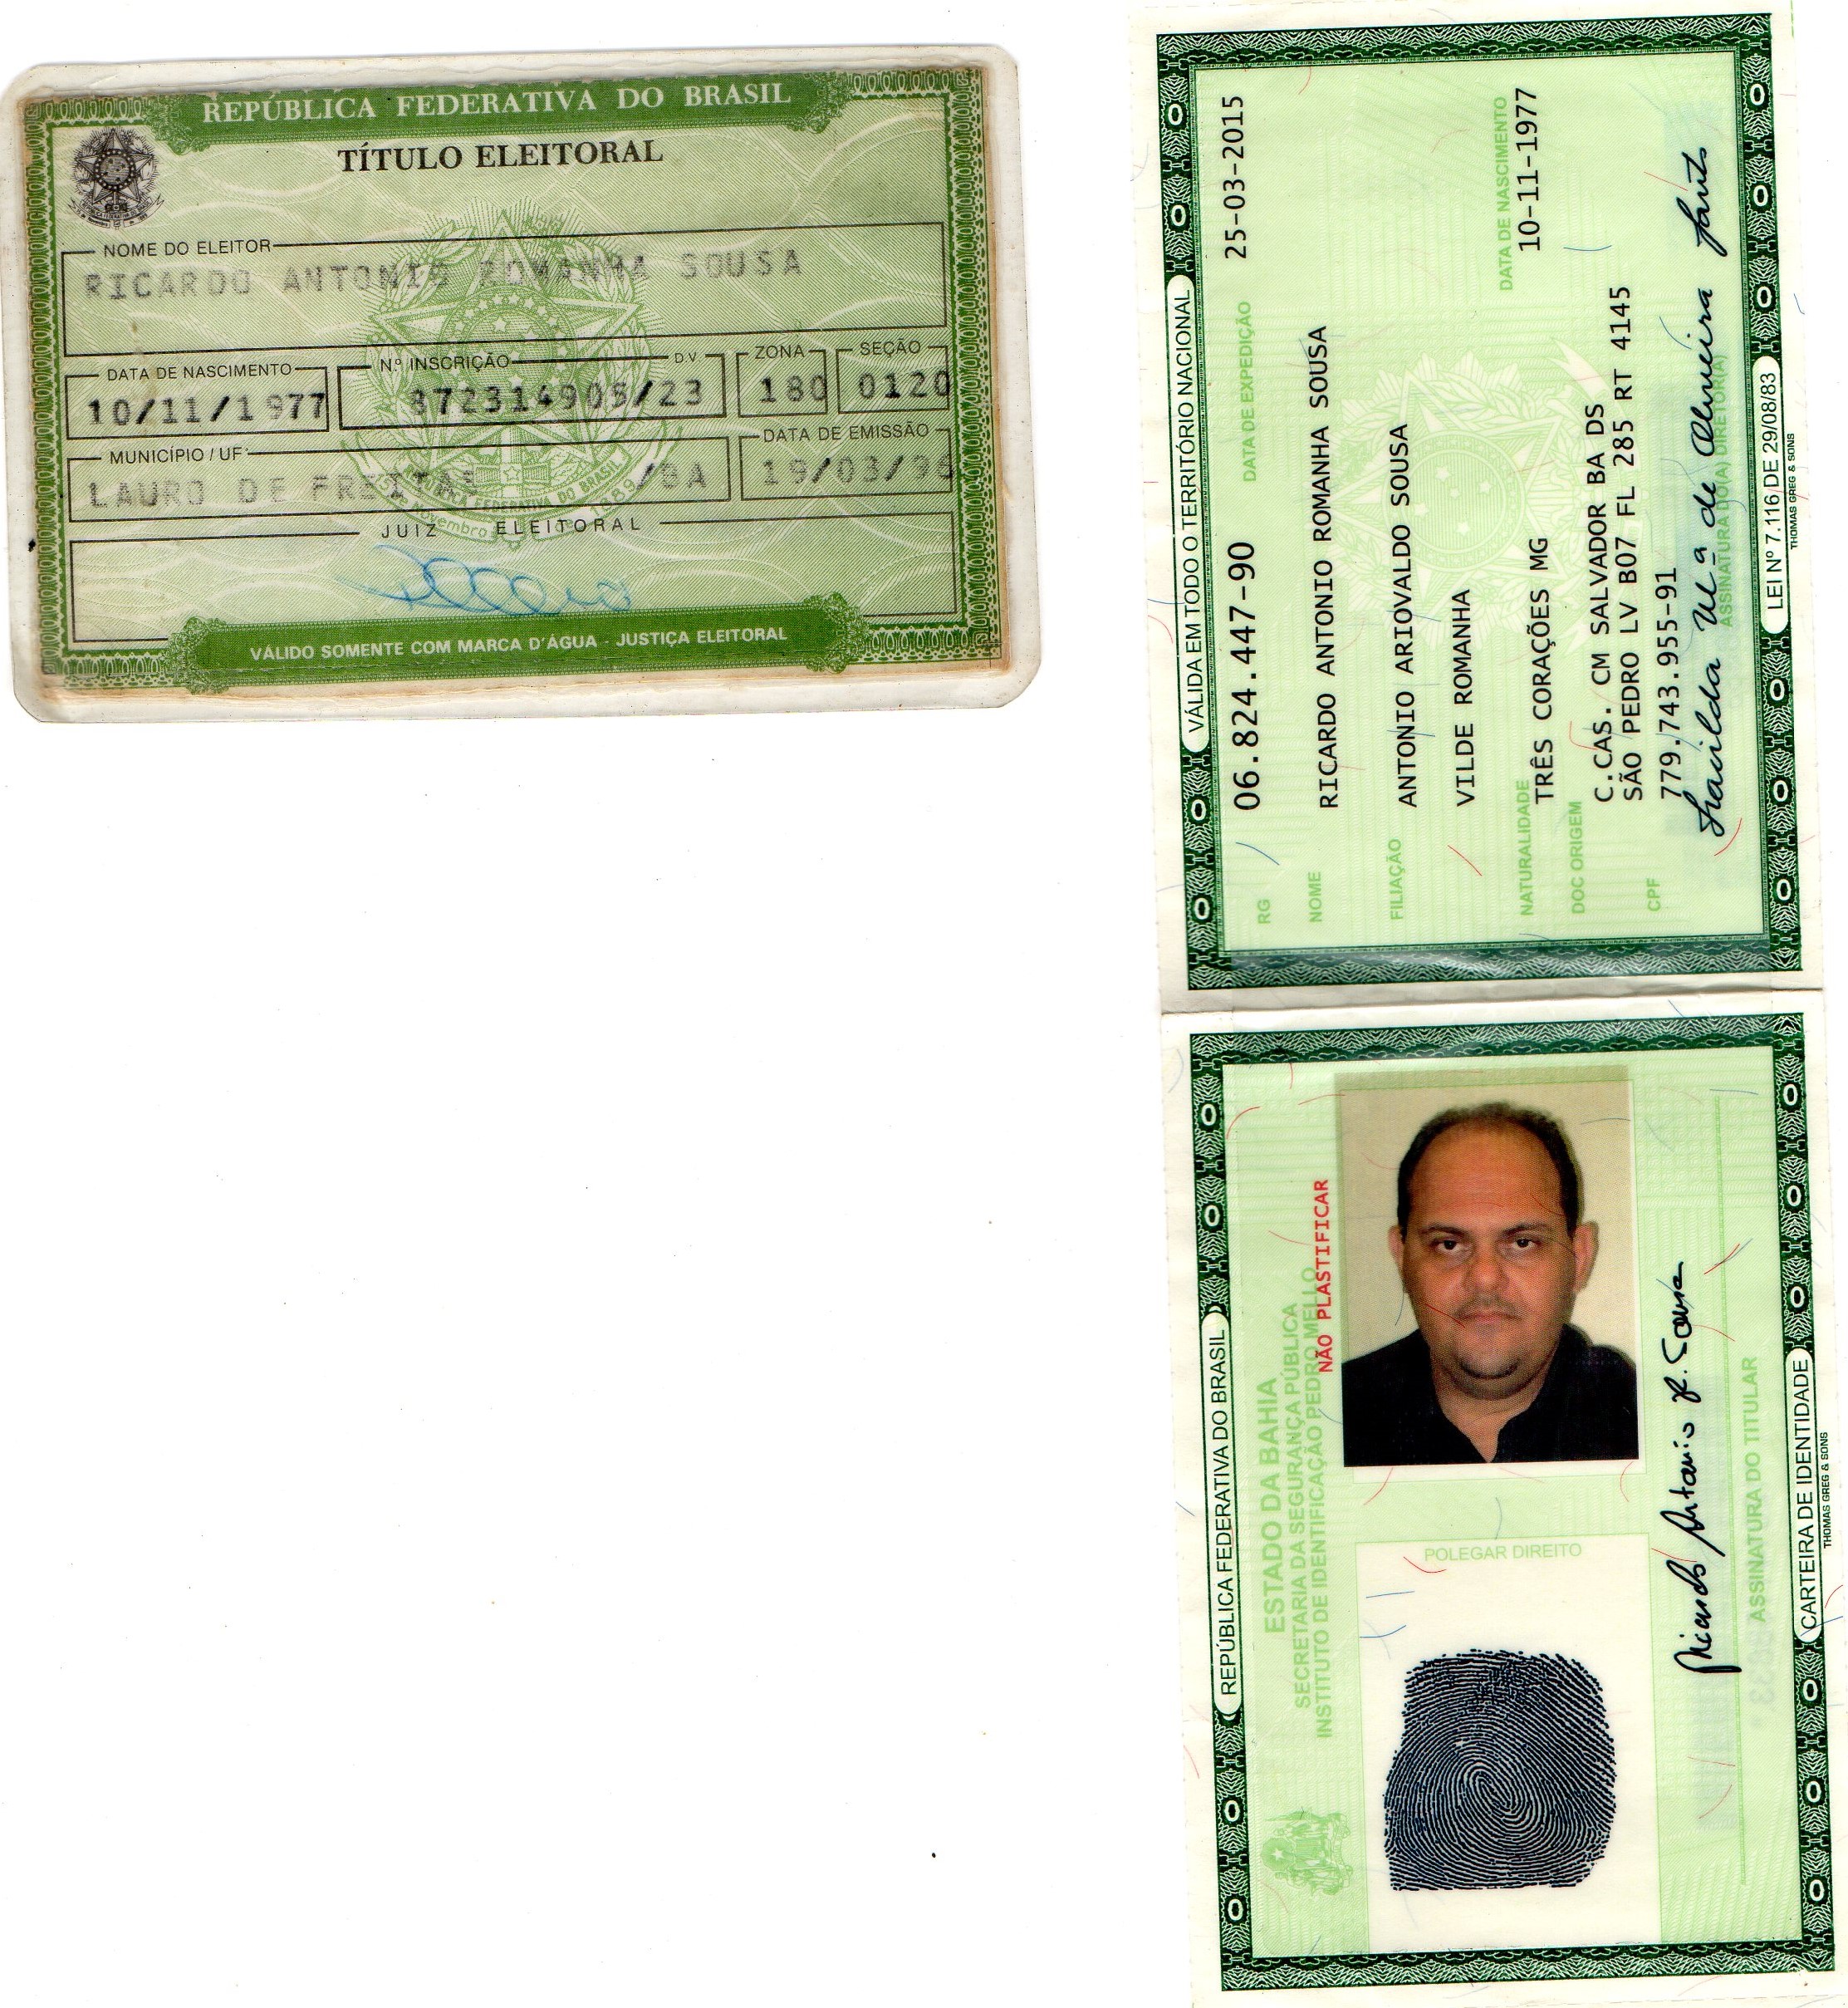 REPÚBLICA FEDERATIVA DO BRASIL
TÍTULO ELEITORAL
NOME DO ELEITOR
RICARDO ANTONIO ROMANHA SOUSA
DATA DE NASCIMENTO
10/11/1977
Nº INSCRIÇÃO D.V
872314905/23
ZONA
180
SEÇÃO
0120
MUNICÍPIO / UF
LAURO DE FREITAS /BA
DATA DE EMISSÃO
19/03/96
JUIZ ELEITORAL
VÁLIDO SOMENTE COM MARCA D'ÁGUA - JUSTIÇA ELEITORAL
VÁLIDA EM TODO O TERRITÓRIO NACIONAL
RG 06.824.447-90 DATA DE EXPEDIÇÃO 25-03-2015
NOME RICARDO ANTONIO ROMANHA SOUSA
FILIAÇÃO ANTONIO ARIOVALDO SOUSA
VILDE ROMANHA
NATURALIDADE TRÊS CORAÇÕES MG DATA DE NASCIMENTO 10-11-1977
DOC ORIGEM C.CAS. CM SALVADOR BA DS
SÃO PEDRO LV B07 FL 285 RT 4145
CPF 779.743.955-91
ASSINATURA DO(A) DIRETOR(A)
LEI Nº 7.116 DE 29/08/83
THOMAS GREG & SONS
REPÚBLICA FEDERATIVA DO BRASIL
ESTADO DA BAHIA
SECRETARIA DA SEGURANÇA PÚBLICA
INSTITUTO DE IDENTIFICAÇÃO PEDRO MELLO
NÃO PLASTIFICAR
POLEGAR DIREITO
Ricardo Antonio R. Sousa
ASSINATURA DO TITULAR
CARTEIRA DE IDENTIDADE
THOMAS GREG & SONS